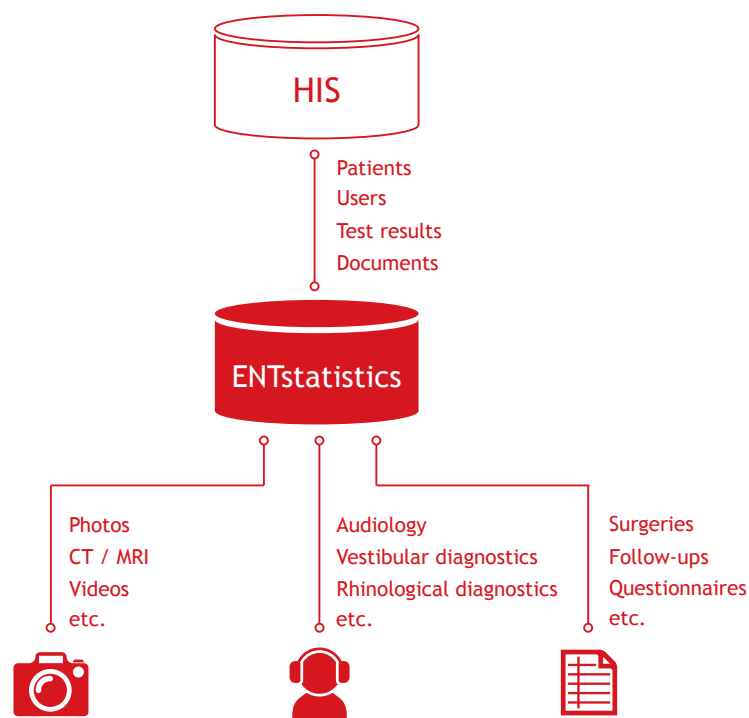 HIS
Patients
Users
Test results
Documents
ENTstatistics
Photos
CT / MRI
Videos
etc.
Audiology
Vestibular diagnostics
Rhinological diagnostics
etc.
Surgeries
Follow-ups
Questionnaires
etc.